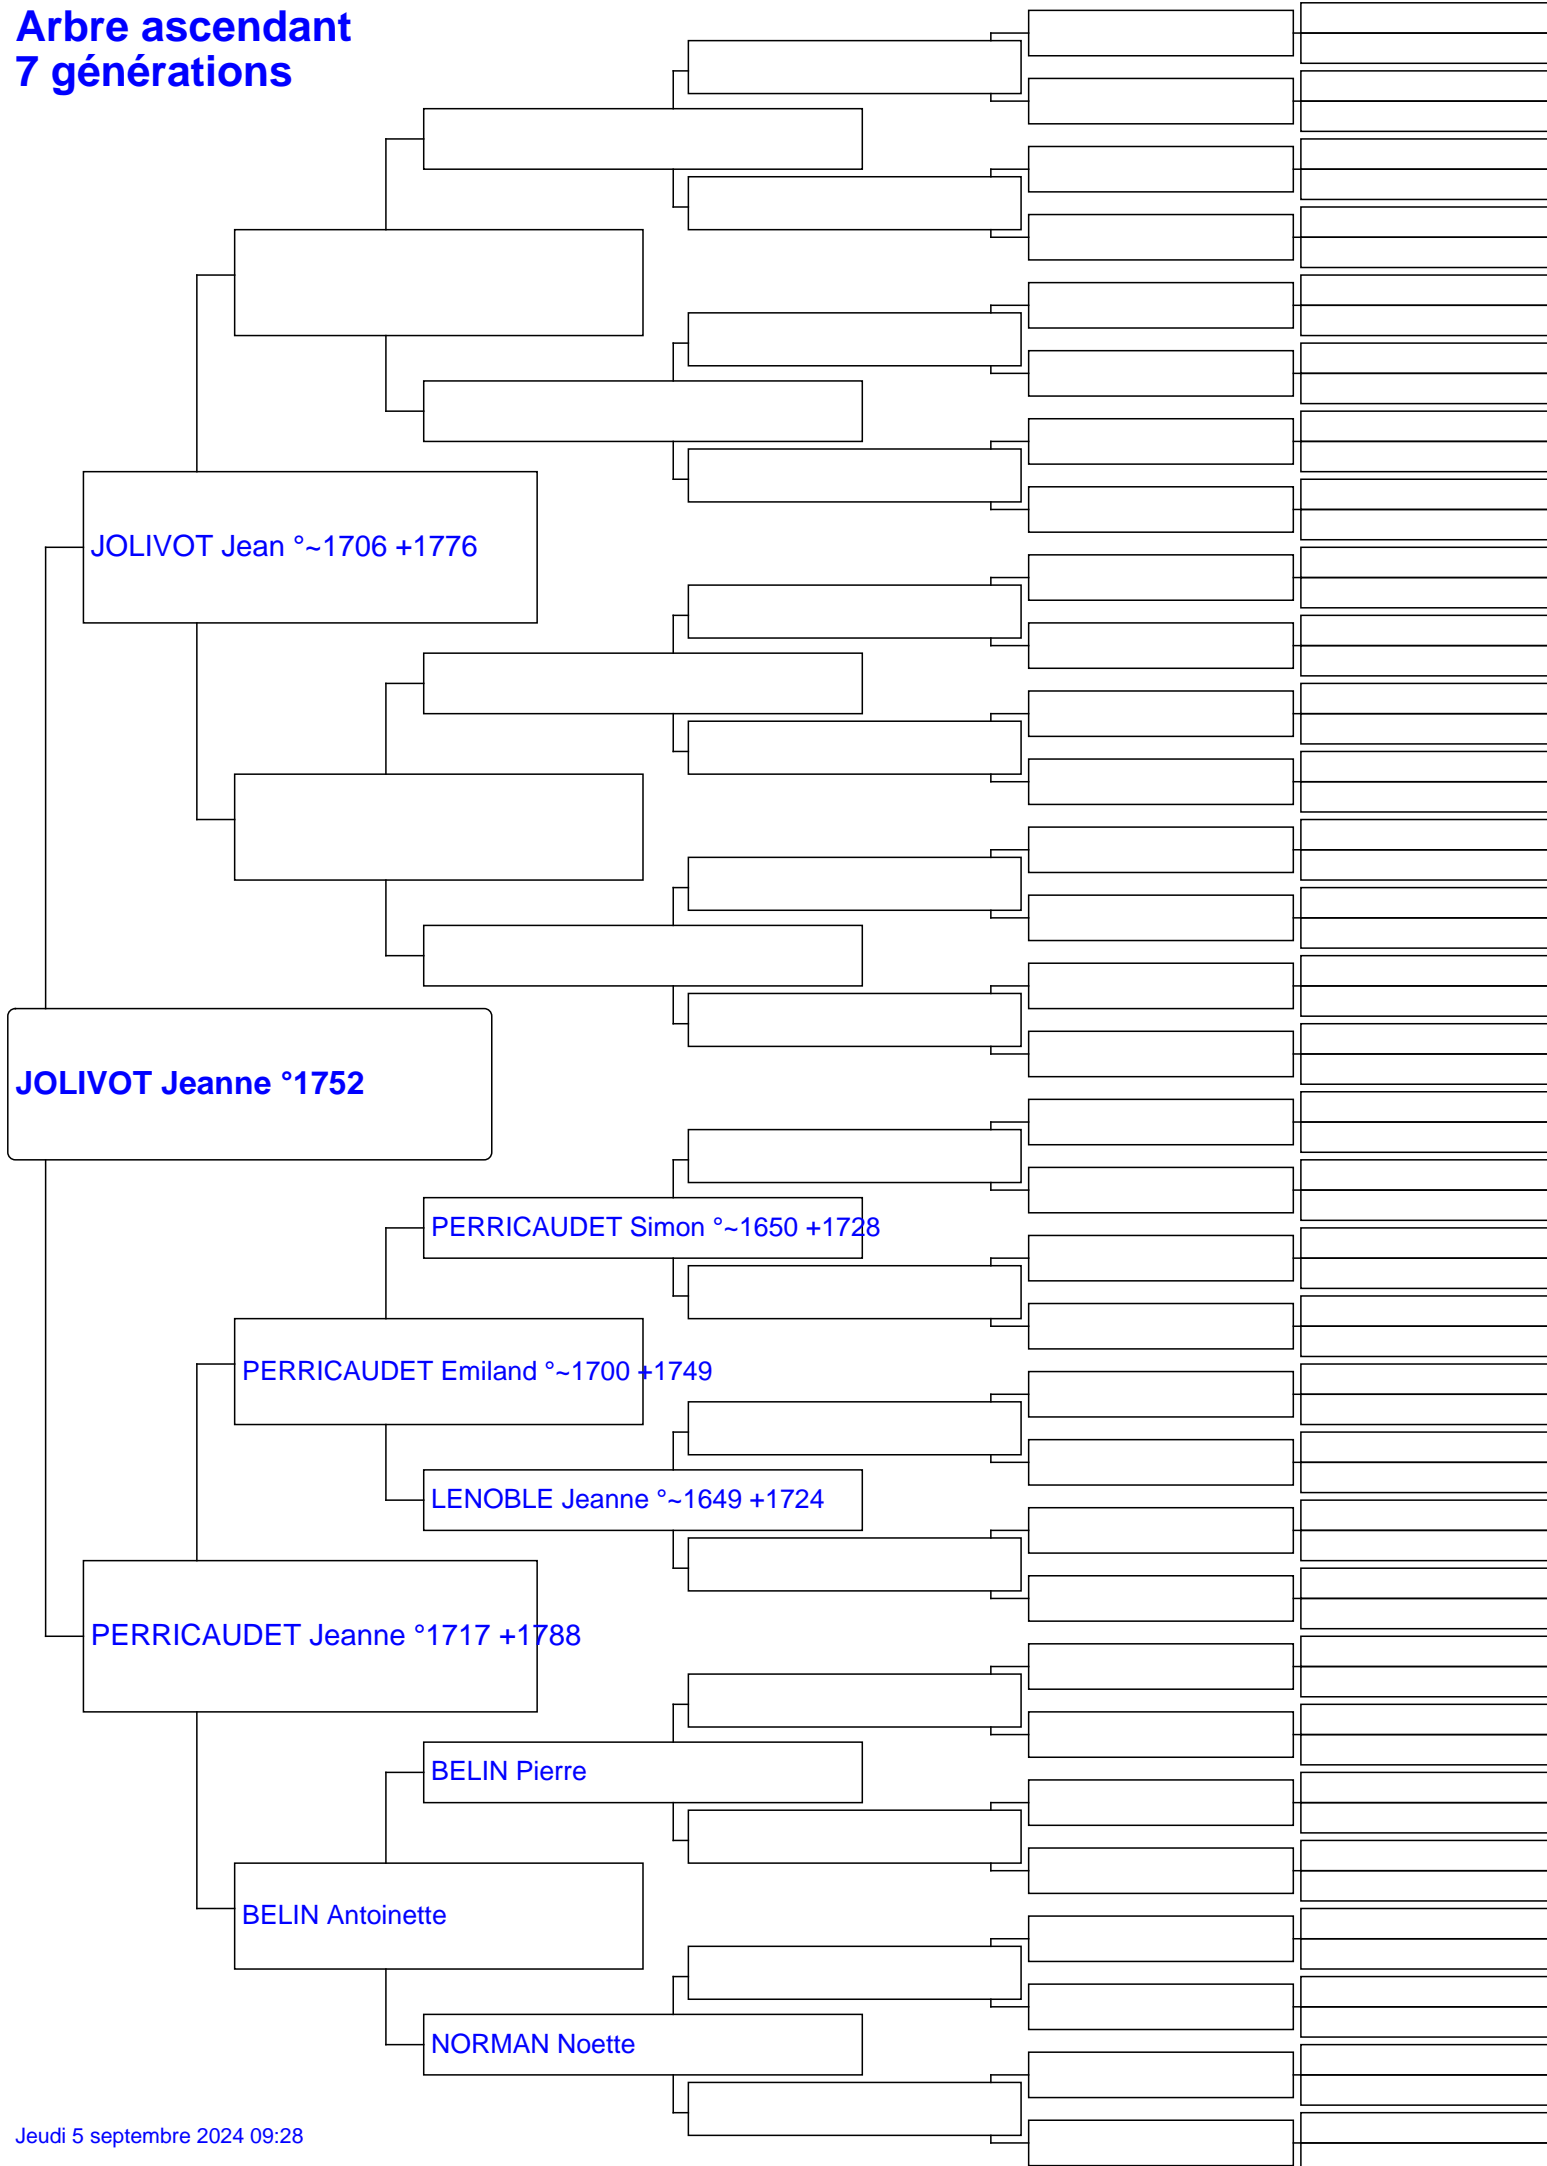 Arbre ascendant
7 générations
JOLIVOT Jean °~1706 +1776
JOLIVOT Jeanne °1752
PERRICAUDET Simon °~1650 +1728
PERRICAUDET Emiland °~1700 +1749
LENOBLE Jeanne °~1649 +1724
PERRICAUDET Jeanne °1717 +1788
BELIN Pierre
BELIN Antoinette
NORMAN Noette
Jeudi 5 septembre 2024 09:28